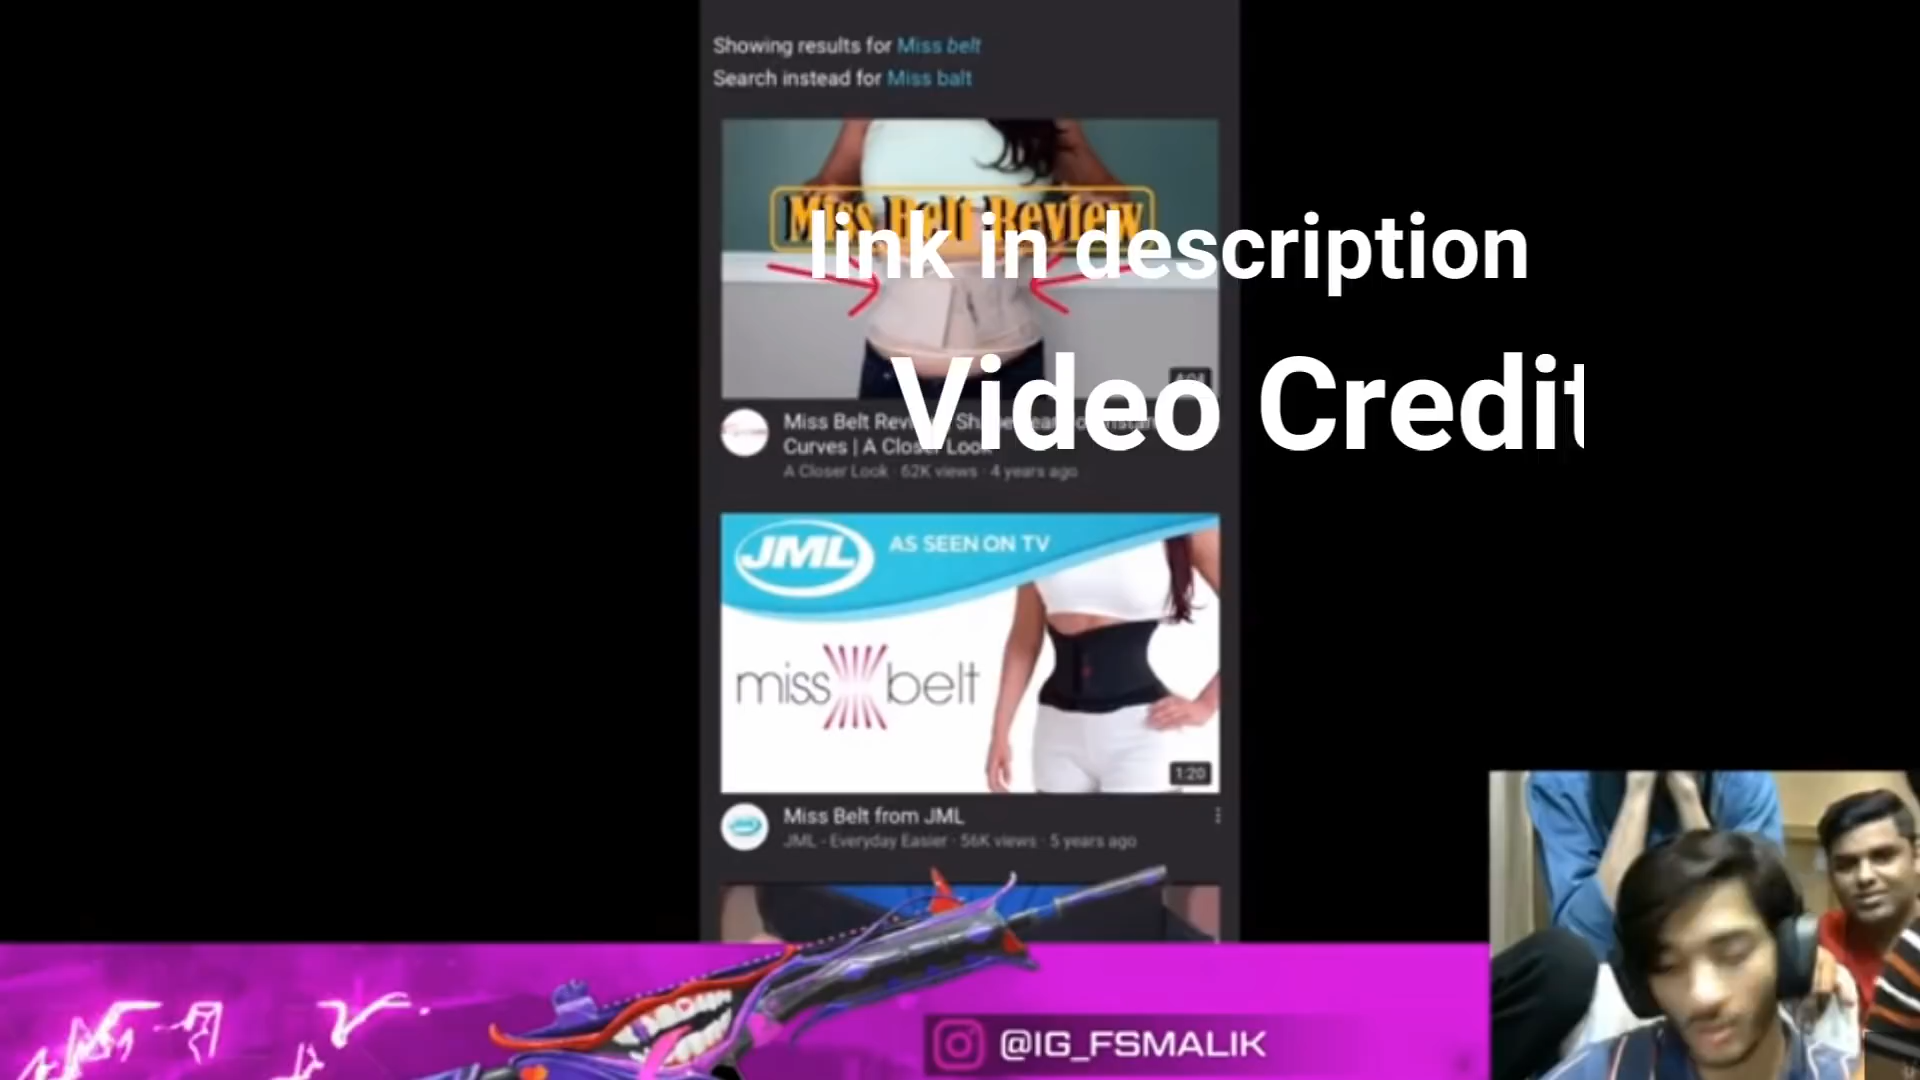 Showing results for Miss belt
Search instead for Miss balt
Miss Belt Review
link in description
Video Credit
Miss Belt
Curves | A Closer Look
A Closer Look · 62K views · 4 years ago
JML
AS SEEN ON TV
miss belt
1:20
Miss Belt from JML
JML - Everyday Easier · 56K views · 5 years ago
@IG_FSMALIK